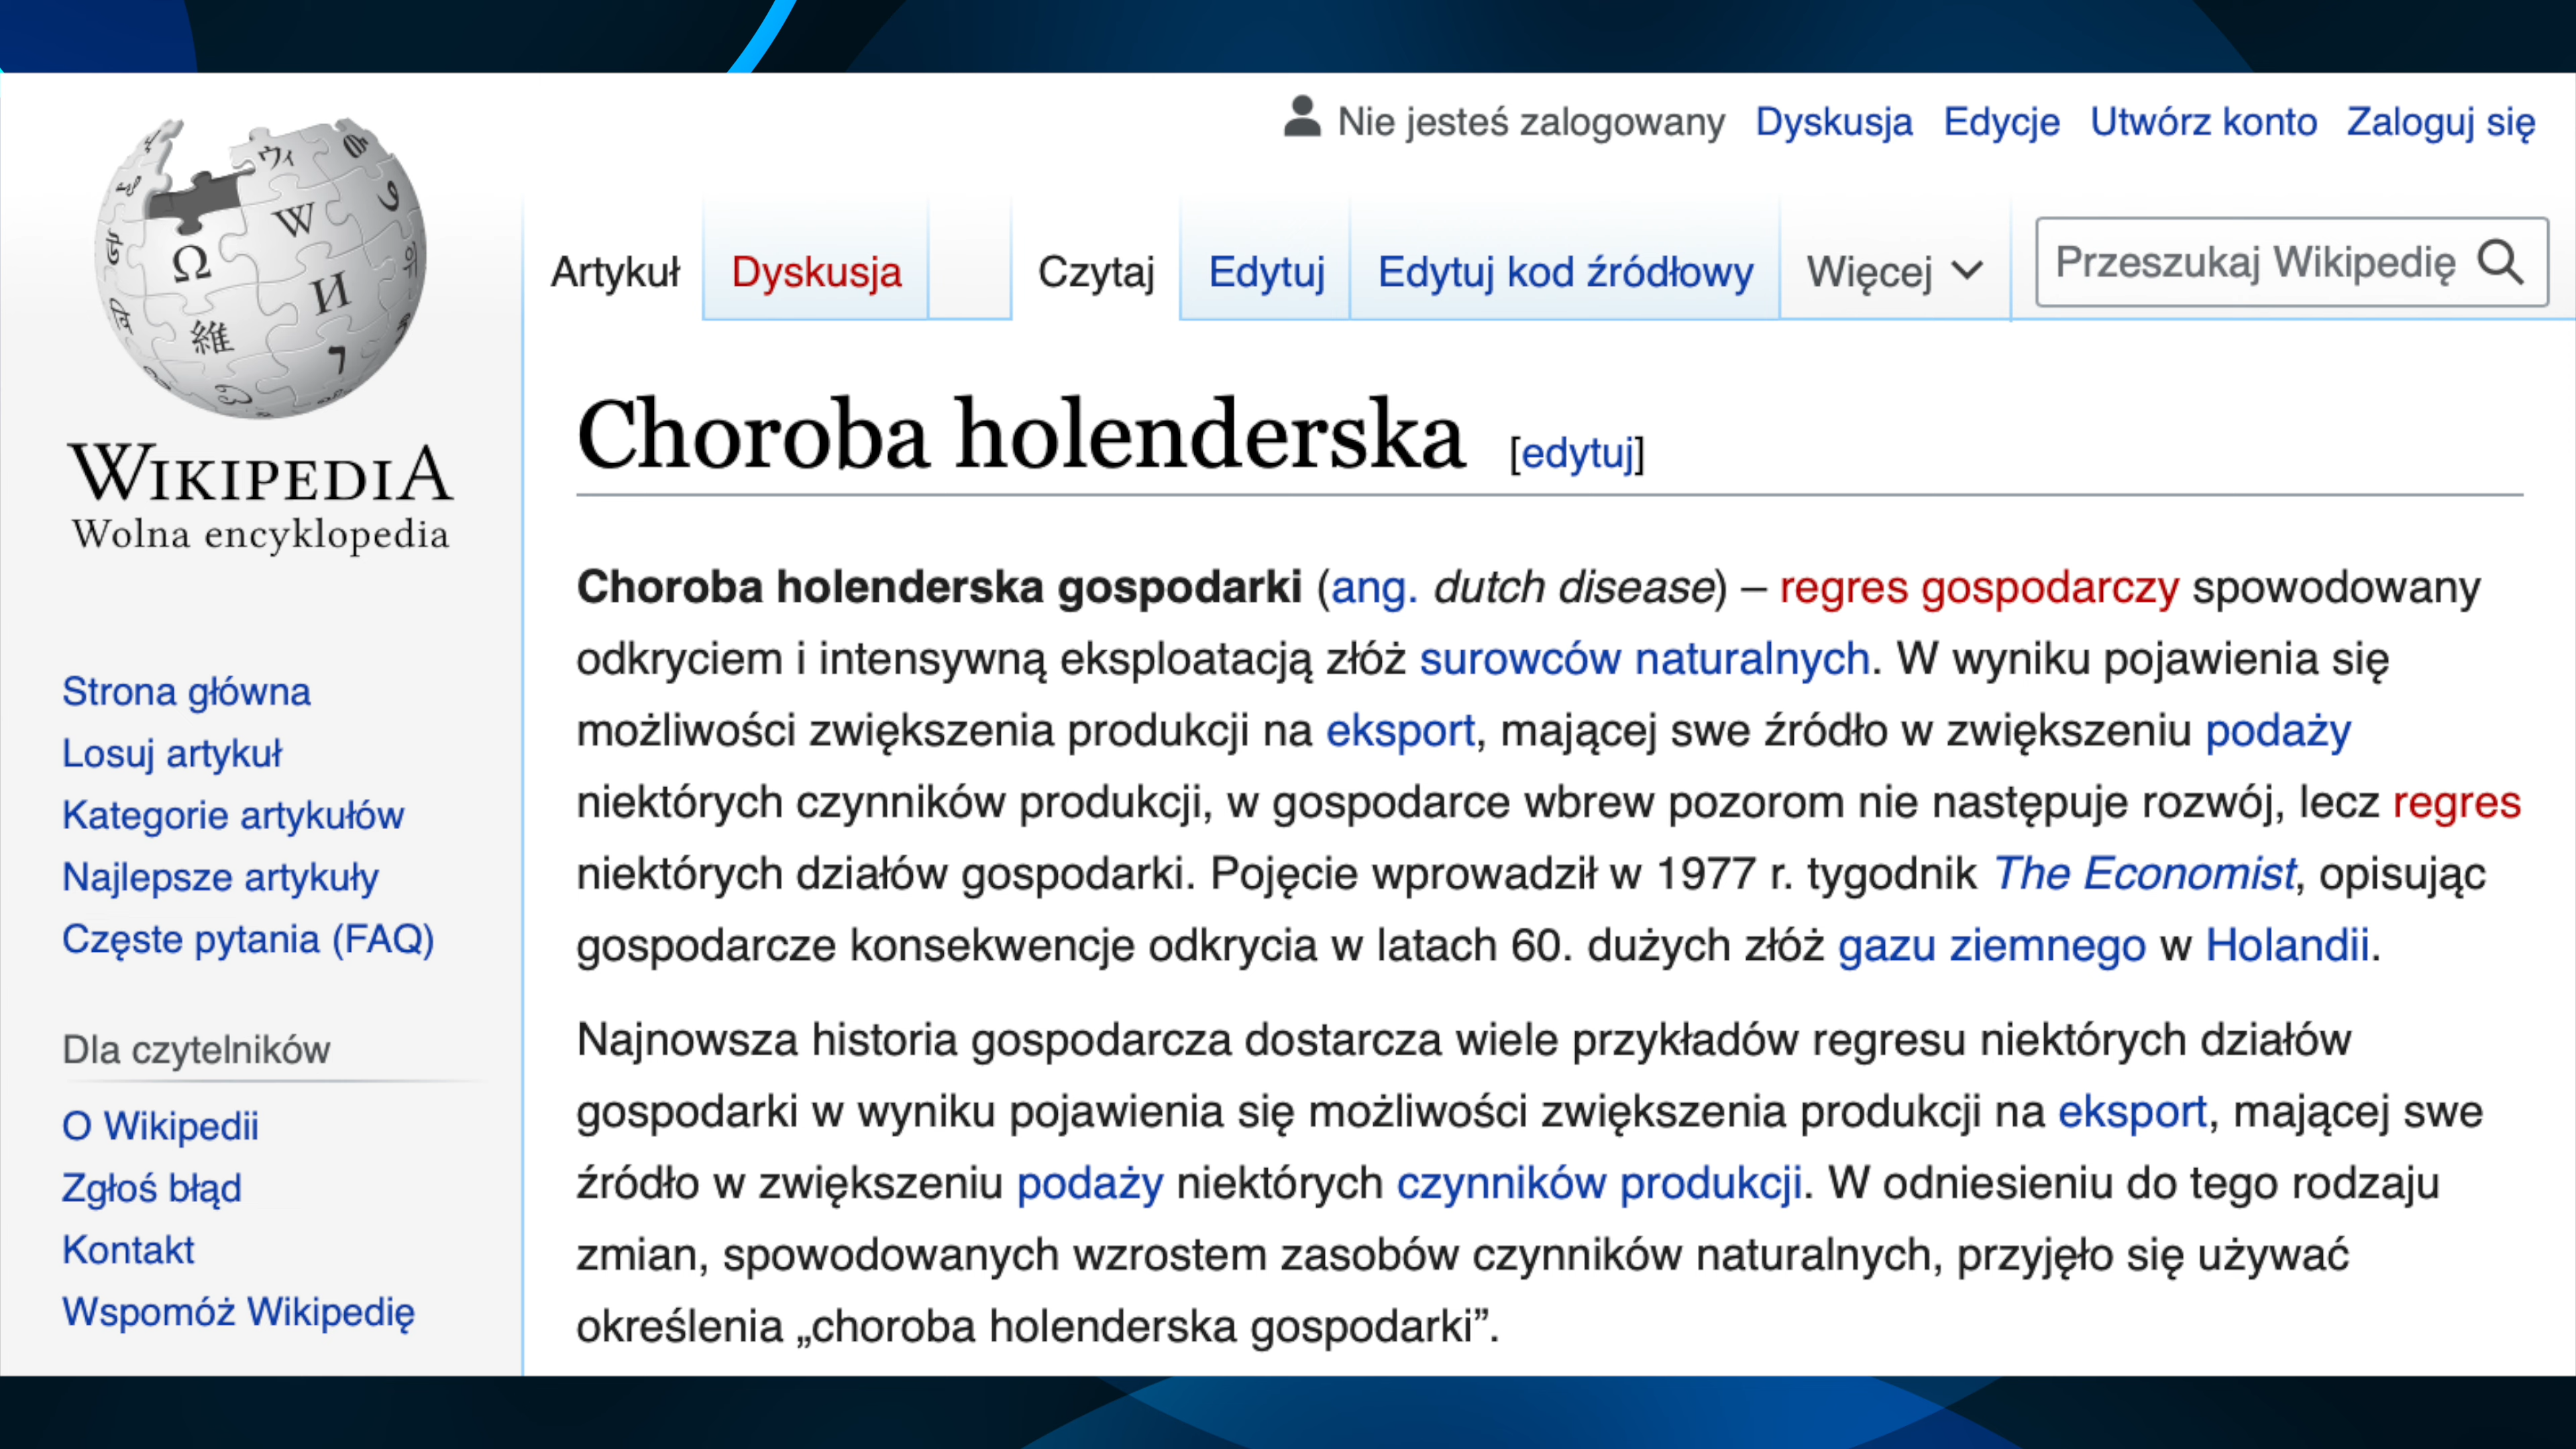 Nie jesteś zalogowany Dyskusja Edycje Utwórz konto Zaloguj się
Artykuł Dyskusja Czytaj Edytuj Edytuj kod źródłowy Więcej Przeszukaj Wikipedię
Ω W И 維 ウィ
WIKIPEDIA
Wolna encyklopedia
Strona główna
Losuj artykuł
Kategorie artykułów
Najlepsze artykuły
Częste pytania (FAQ)
Dla czytelników
O Wikipedii
Zgłoś błąd
Kontakt
Wspomóż Wikipedię
Choroba holenderska [edytuj]
Choroba holenderska gospodarki (ang. dutch disease) – regres gospodarczy spowodowany
odkryciem i intensywną eksploatacją złóż surowców naturalnych. W wyniku pojawienia się
możliwości zwiększenia produkcji na eksport, mającej swe źródło w zwiększeniu podaży
niektórych czynników produkcji, w gospodarce wbrew pozorom nie następuje rozwój, lecz regres
niektórych działów gospodarki. Pojęcie wprowadził w 1977 r. tygodnik The Economist, opisując
gospodarcze konsekwencje odkrycia w latach 60. dużych złóż gazu ziemnego w Holandii.
Najnowsza historia gospodarcza dostarcza wiele przykładów regresu niektórych działów
gospodarki w wyniku pojawienia się możliwości zwiększenia produkcji na eksport, mającej swe
źródło w zwiększeniu podaży niektórych czynników produkcji. W odniesieniu do tego rodzaju
zmian, spowodowanych wzrostem zasobów czynników naturalnych, przyjęło się używać
określenia „choroba holenderska gospodarki”.